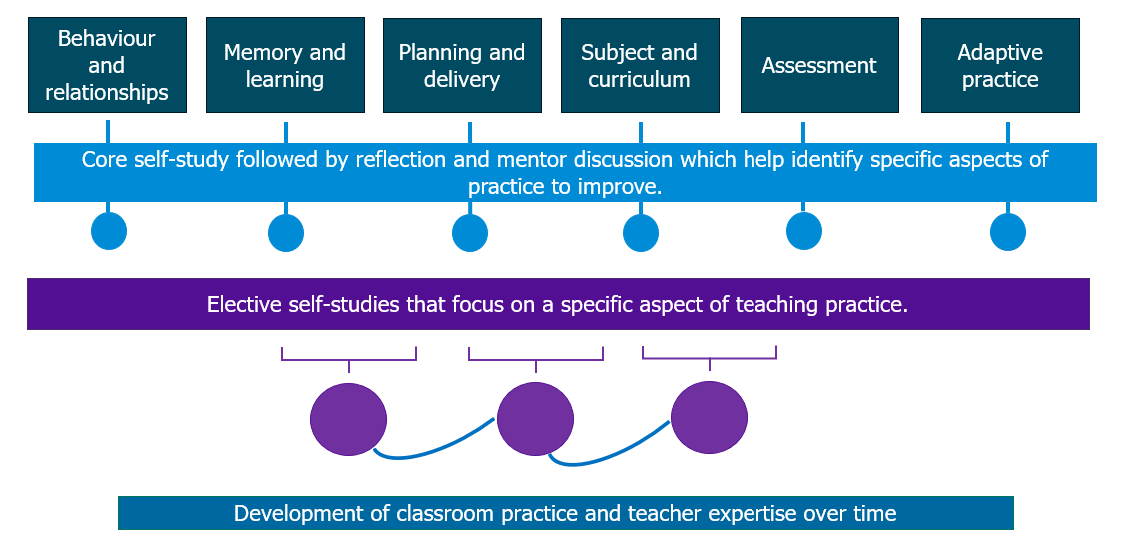 Behaviour
and
relationships
Memory and
learning
Planning and
delivery
Subject and
curriculum
Assessment
Adaptive
practice
Core self-study followed by reflection and mentor discussion which help identify specific aspects of
practice to improve.
Elective self-studies that focus on a specific aspect of teaching practice.
Development of classroom practice and teacher expertise over time